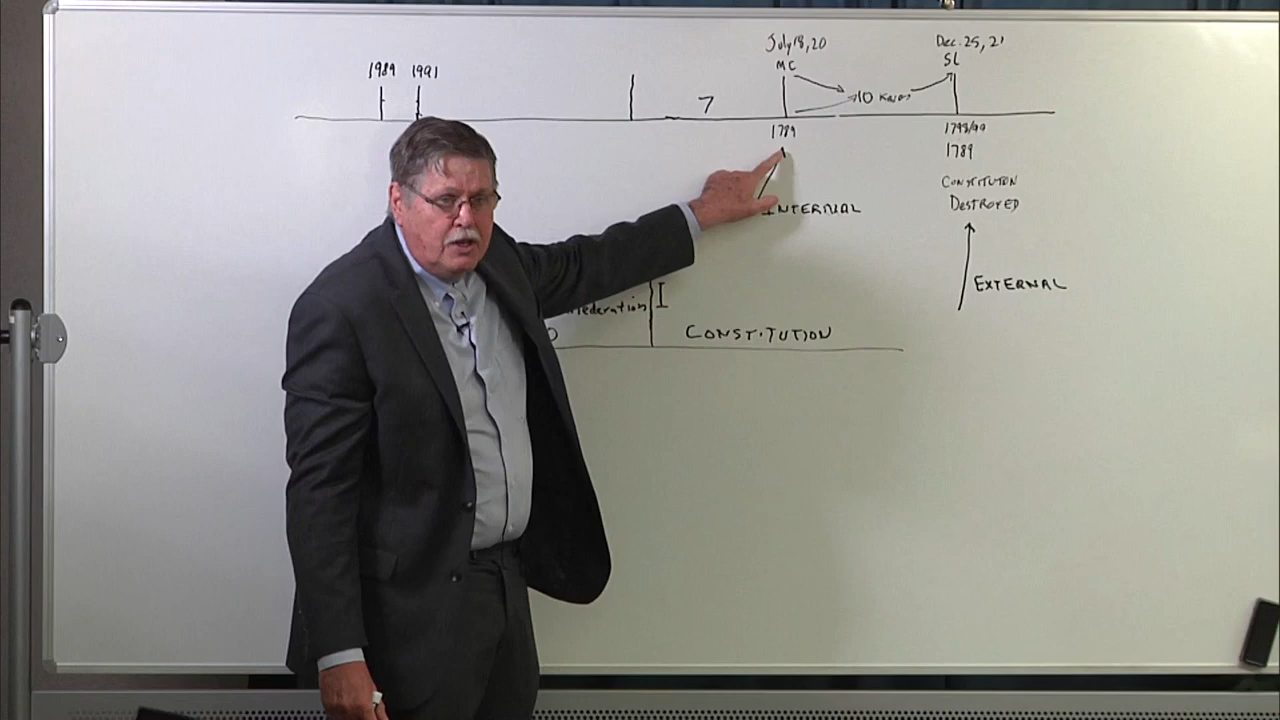 1989 1991
7
July 18, 20
MC
10 Kings
Dec. 25, 21
SL
1789
1798/99
1789
CONSTITUTON
DESTROYED
INTERNAL
EXTERNAL
federation
I
CONSTITUTION